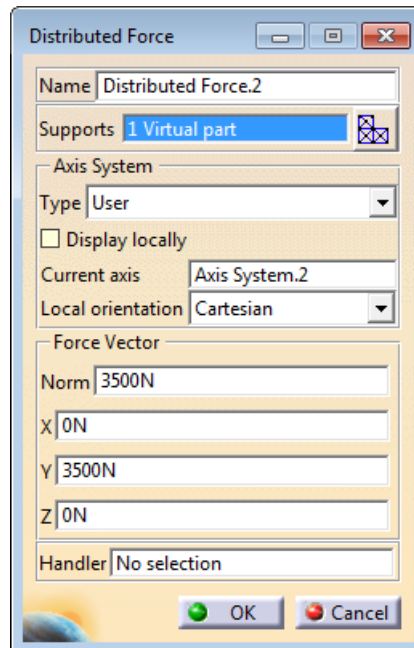 Distributed Force
Name Distributed Force.2
Supports 1 Virtual part
Axis System
Type User
Display locally
Current axis Axis System.2
Local orientation Cartesian
Force Vector
Norm 3500N
X 0N
Y 3500N
Z 0N
Handler No selection
OK Cancel